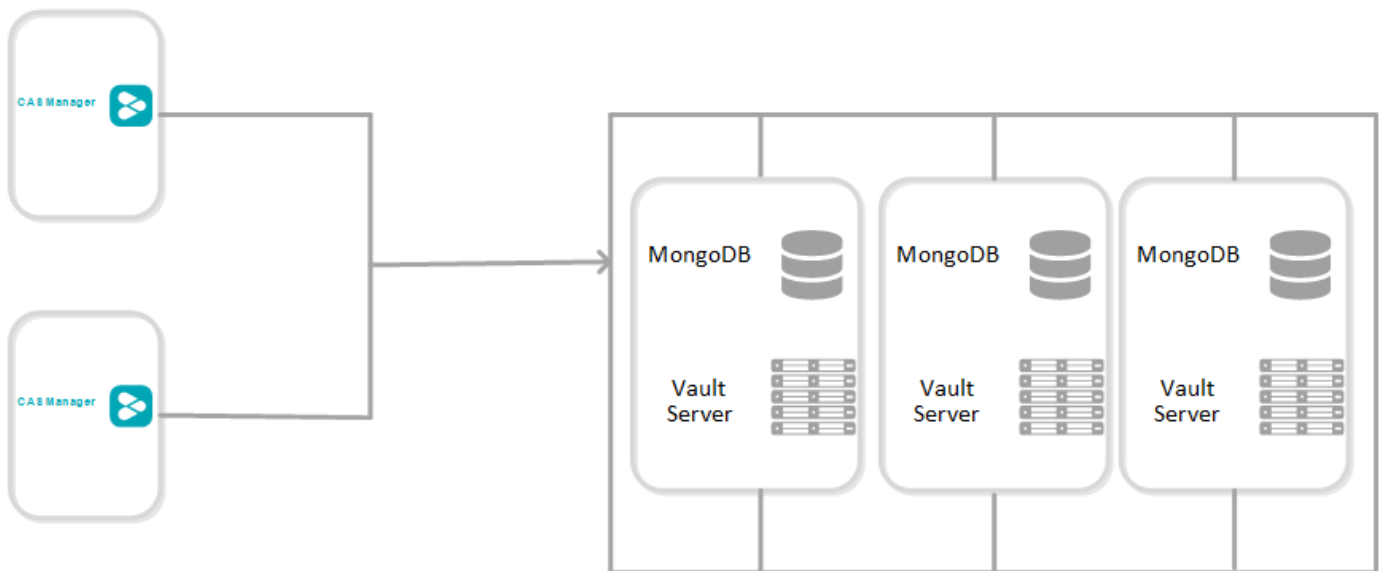 CAS Manager
MongoDB
MongoDB
MongoDB
Vault
Server
Vault
Server
Vault
Server
CAS Manager